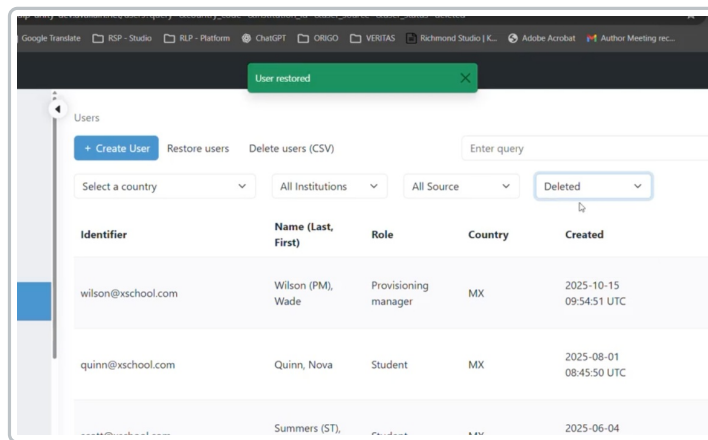 Google Translate RSP - Studio RLP - Platform ChatGPT ORIGO VERITAS Richmond Studio | K... Adobe Acrobat Author Meeting rec...
User restored
Users
+ Create User Restore users Delete users (CSV) Enter query
Select a country All Institutions All Source Deleted
Identifier Name (Last, First) Role Country Created
wilson@xschool.com Wilson (PM), Wade Provisioning manager MX 2025-10-15 09:54:51 UTC
quinn@xschool.com Quinn, Nova Student MX 2025-08-01 08:45:50 UTC
Summers (ST), Student MX 2025-06-04